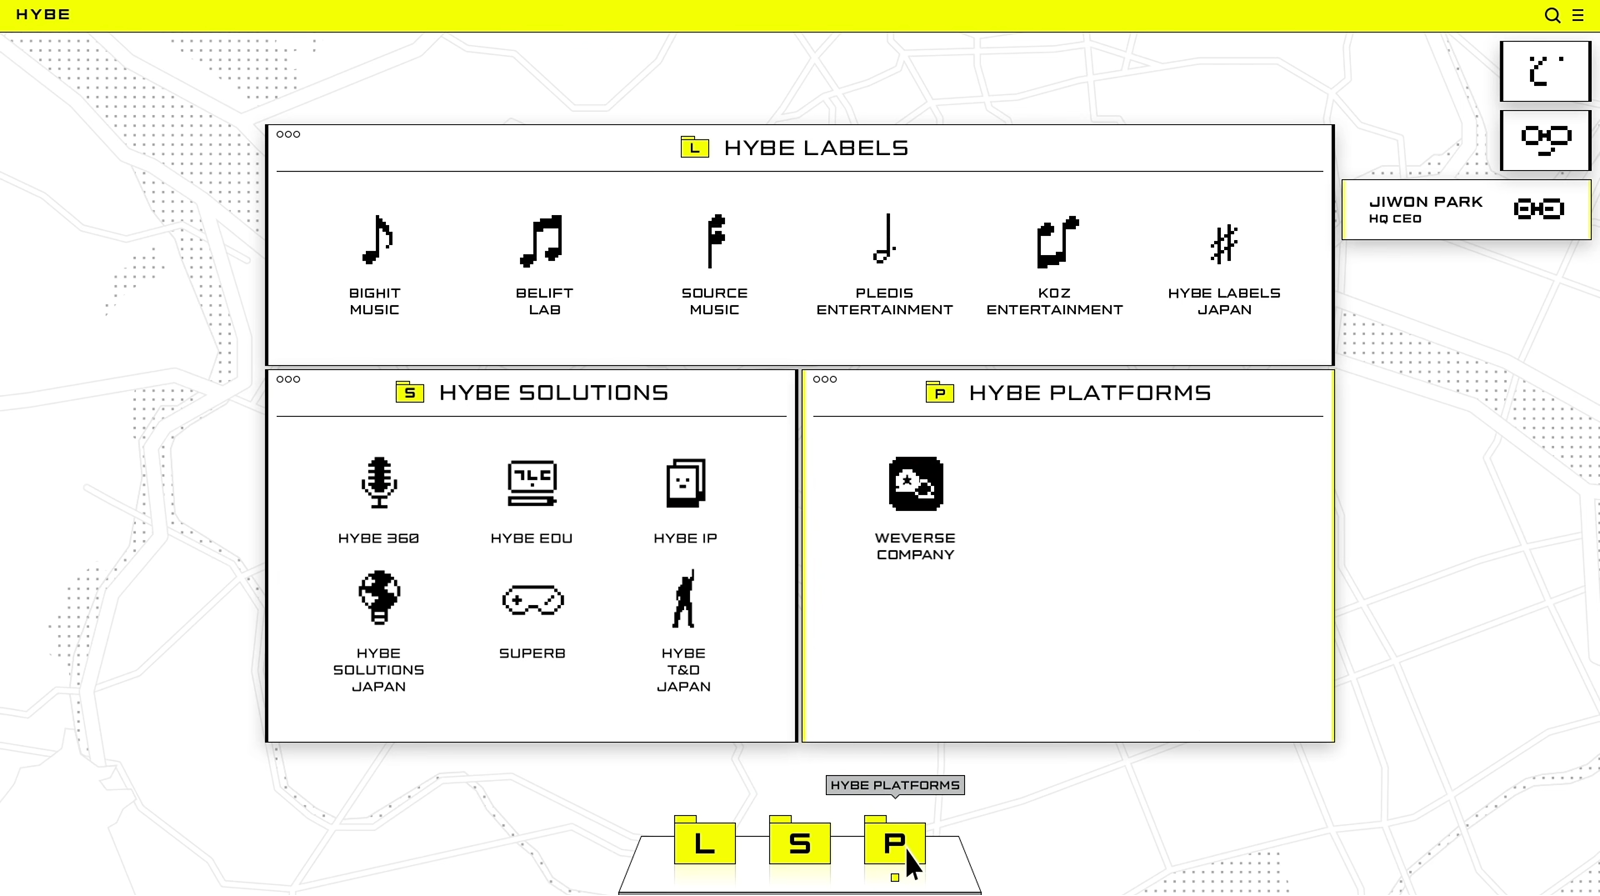 HYBE
L HYBE LABELS
BIGHIT
MUSIC
BELIFT
LAB
SOURCE
MUSIC
PLEDIS
ENTERTAINMENT
KOZ
ENTERTAINMENT
HYBE LABELS
JAPAN
JIWON PARK
HQ CEO
S HYBE SOLUTIONS
HYBE 360
HYBE EDU
HYBE IP
HYBE
SOLUTIONS
JAPAN
SUPERB
HYBE
T&D
JAPAN
P HYBE PLATFORMS
WEVERSE
COMPANY
HYBE PLATFORMS
L S P